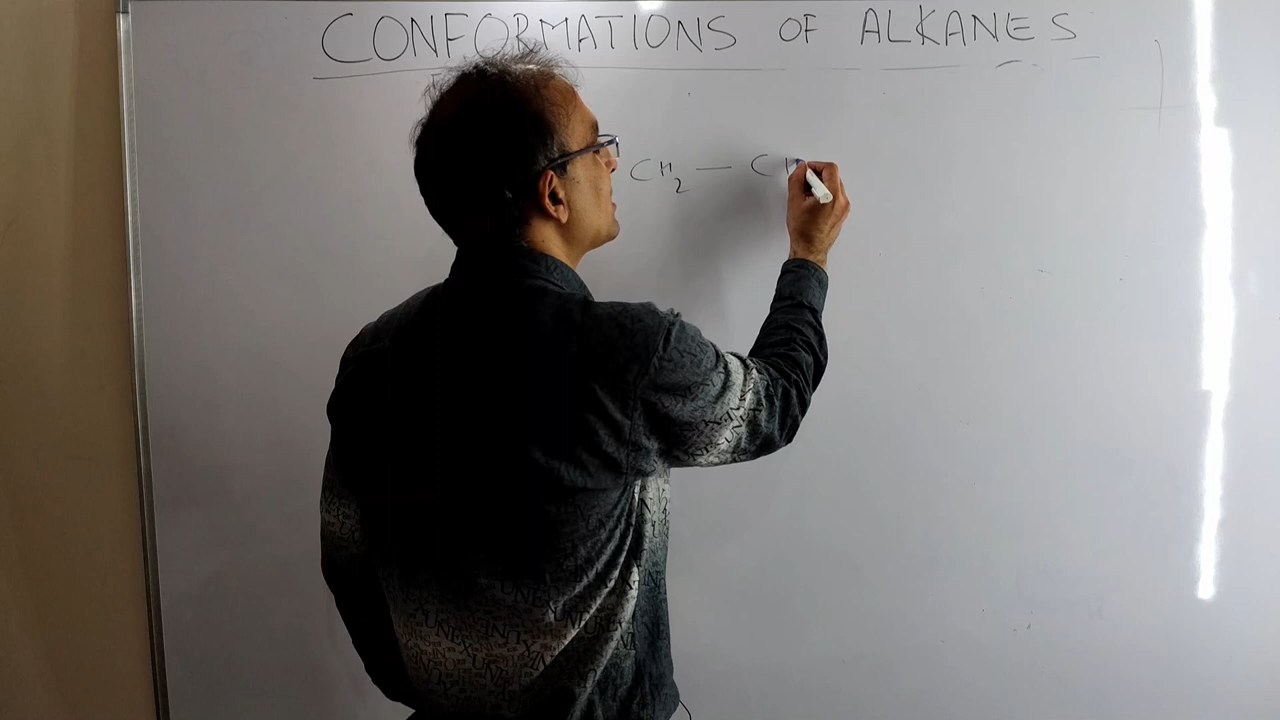 CONFORMATIONS OF ALKANES
CH₂ — CH